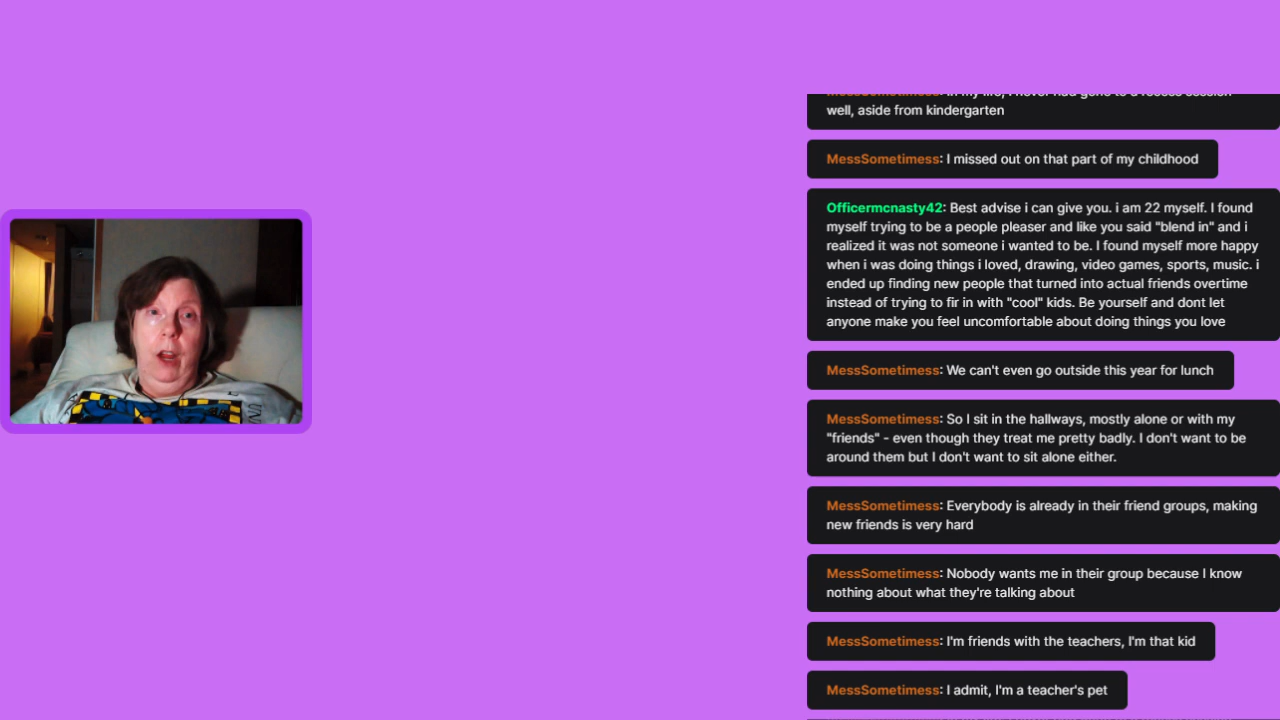 well, aside from kindergarten
MessSometimess: I missed out on that part of my childhood
Officermcnasty42: Best advise i can give you. i am 22 myself. I found
myself trying to be a people pleaser and like you said "blend in" and i
realized it was not someone i wanted to be. I found myself more happy
when i was doing things i loved, drawing, video games, sports, music. i
ended up finding new people that turned into actual friends overtime
instead of trying to fir in with "cool" kids. Be yourself and dont let
anyone make you feel uncomfortable about doing things you love
MessSometimess: We can't even go outside this year for lunch
MessSometimess: So I sit in the hallways, mostly alone or with my
"friends" - even though they treat me pretty badly. I don't want to be
around them but I don't want to sit alone either.
MessSometimess: Everybody is already in their friend groups, making
new friends is very hard
MessSometimess: Nobody wants me in their group because I know
nothing about what they're talking about
MessSometimess: I'm friends with the teachers, I'm that kid
MessSometimess: I admit, I'm a teacher's pet